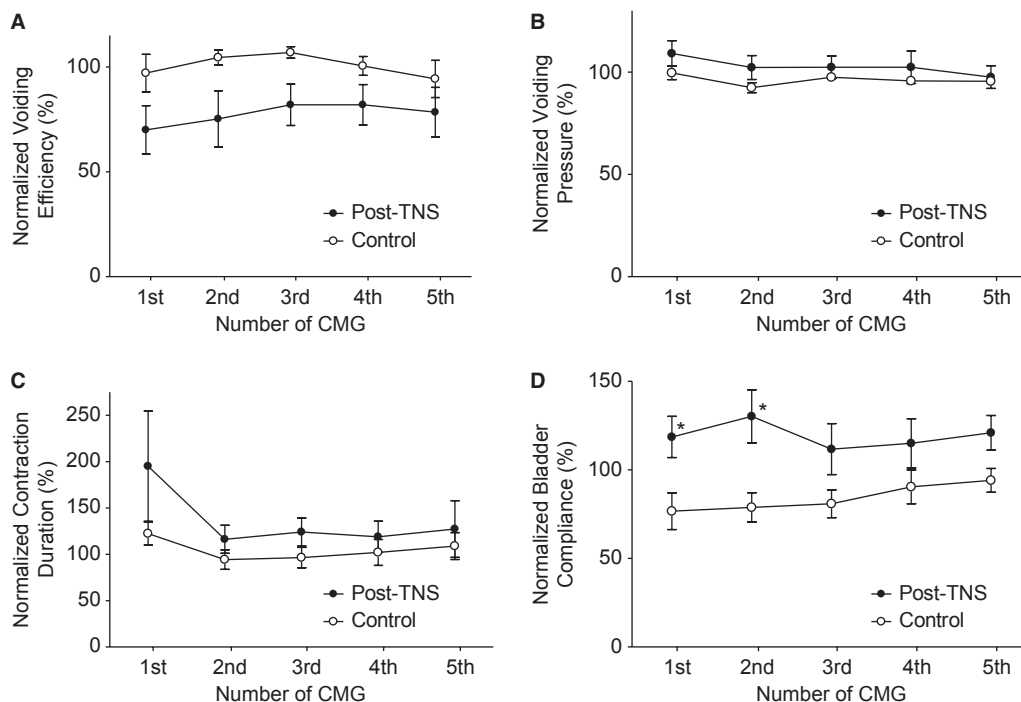 A
Normalized Voiding
Efficiency (%)
100
50
0
Post-TNS
Control
1st 2nd 3rd 4th 5th
Number of CMG
B
Normalized Voiding
Pressure (%)
100
50
0
Post-TNS
Control
1st 2nd 3rd 4th 5th
Number of CMG
C
Normalized Contraction
Duration (%)
250
200
150
100
50
0
Post-TNS
Control
1st 2nd 3rd 4th 5th
Number of CMG
D
Normalized Bladder
Compliance (%)
150
100
50
0
*
*
Post-TNS
Control
1st 2nd 3rd 4th 5th
Number of CMG